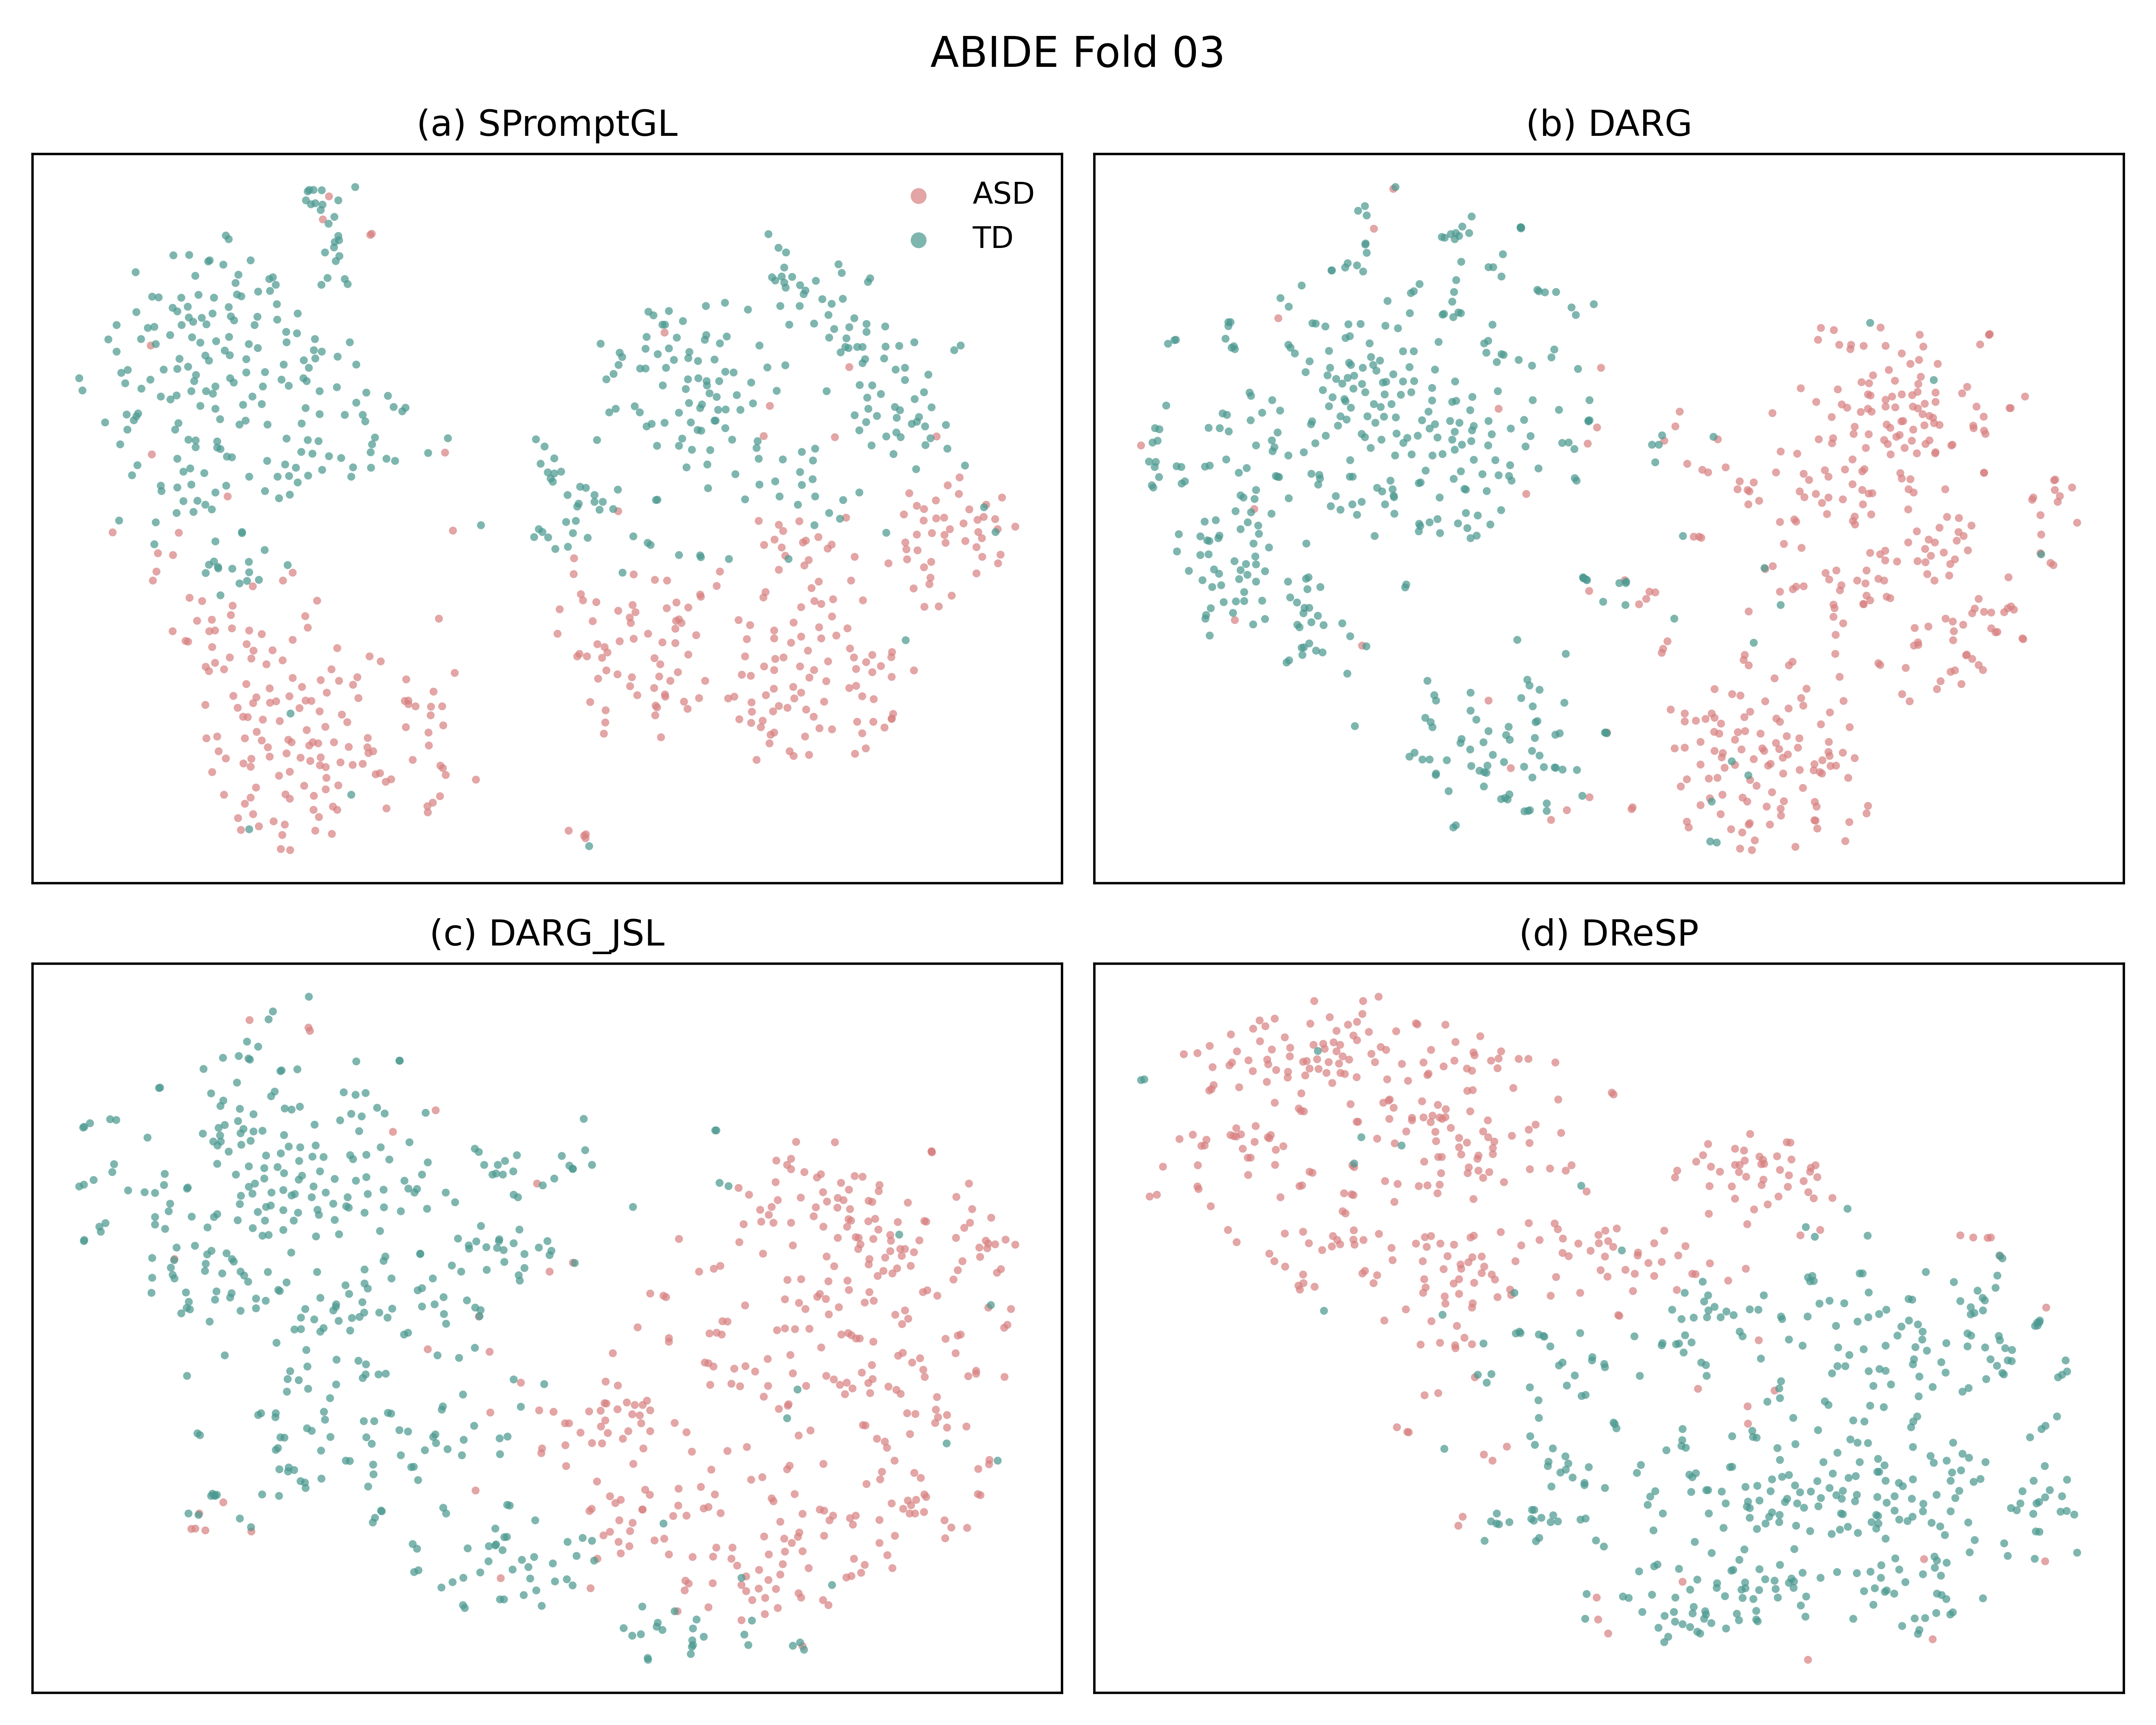 ABIDE Fold 03
(a) SPromptGL
(b) DARG
ASD
TD
(c) DARG_JSL
(d) DReSP